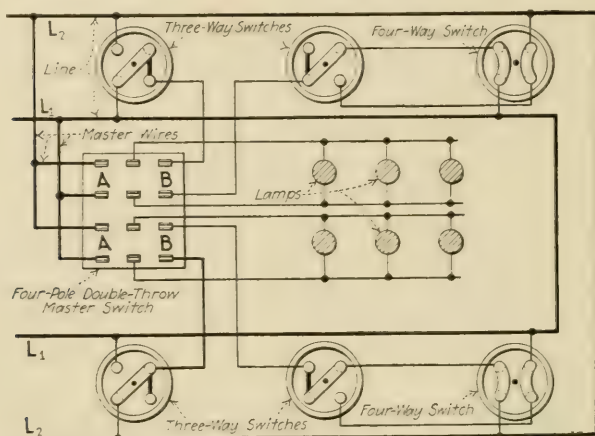 L₂
Three-Way Switches
Four-Way Switch
Line
L₁
Master Wires
A B
Lamps
A B
Four-Pole Double-Throw
Master Switch
L₁
L₂
Three-Way Switches
Four-Way Switch